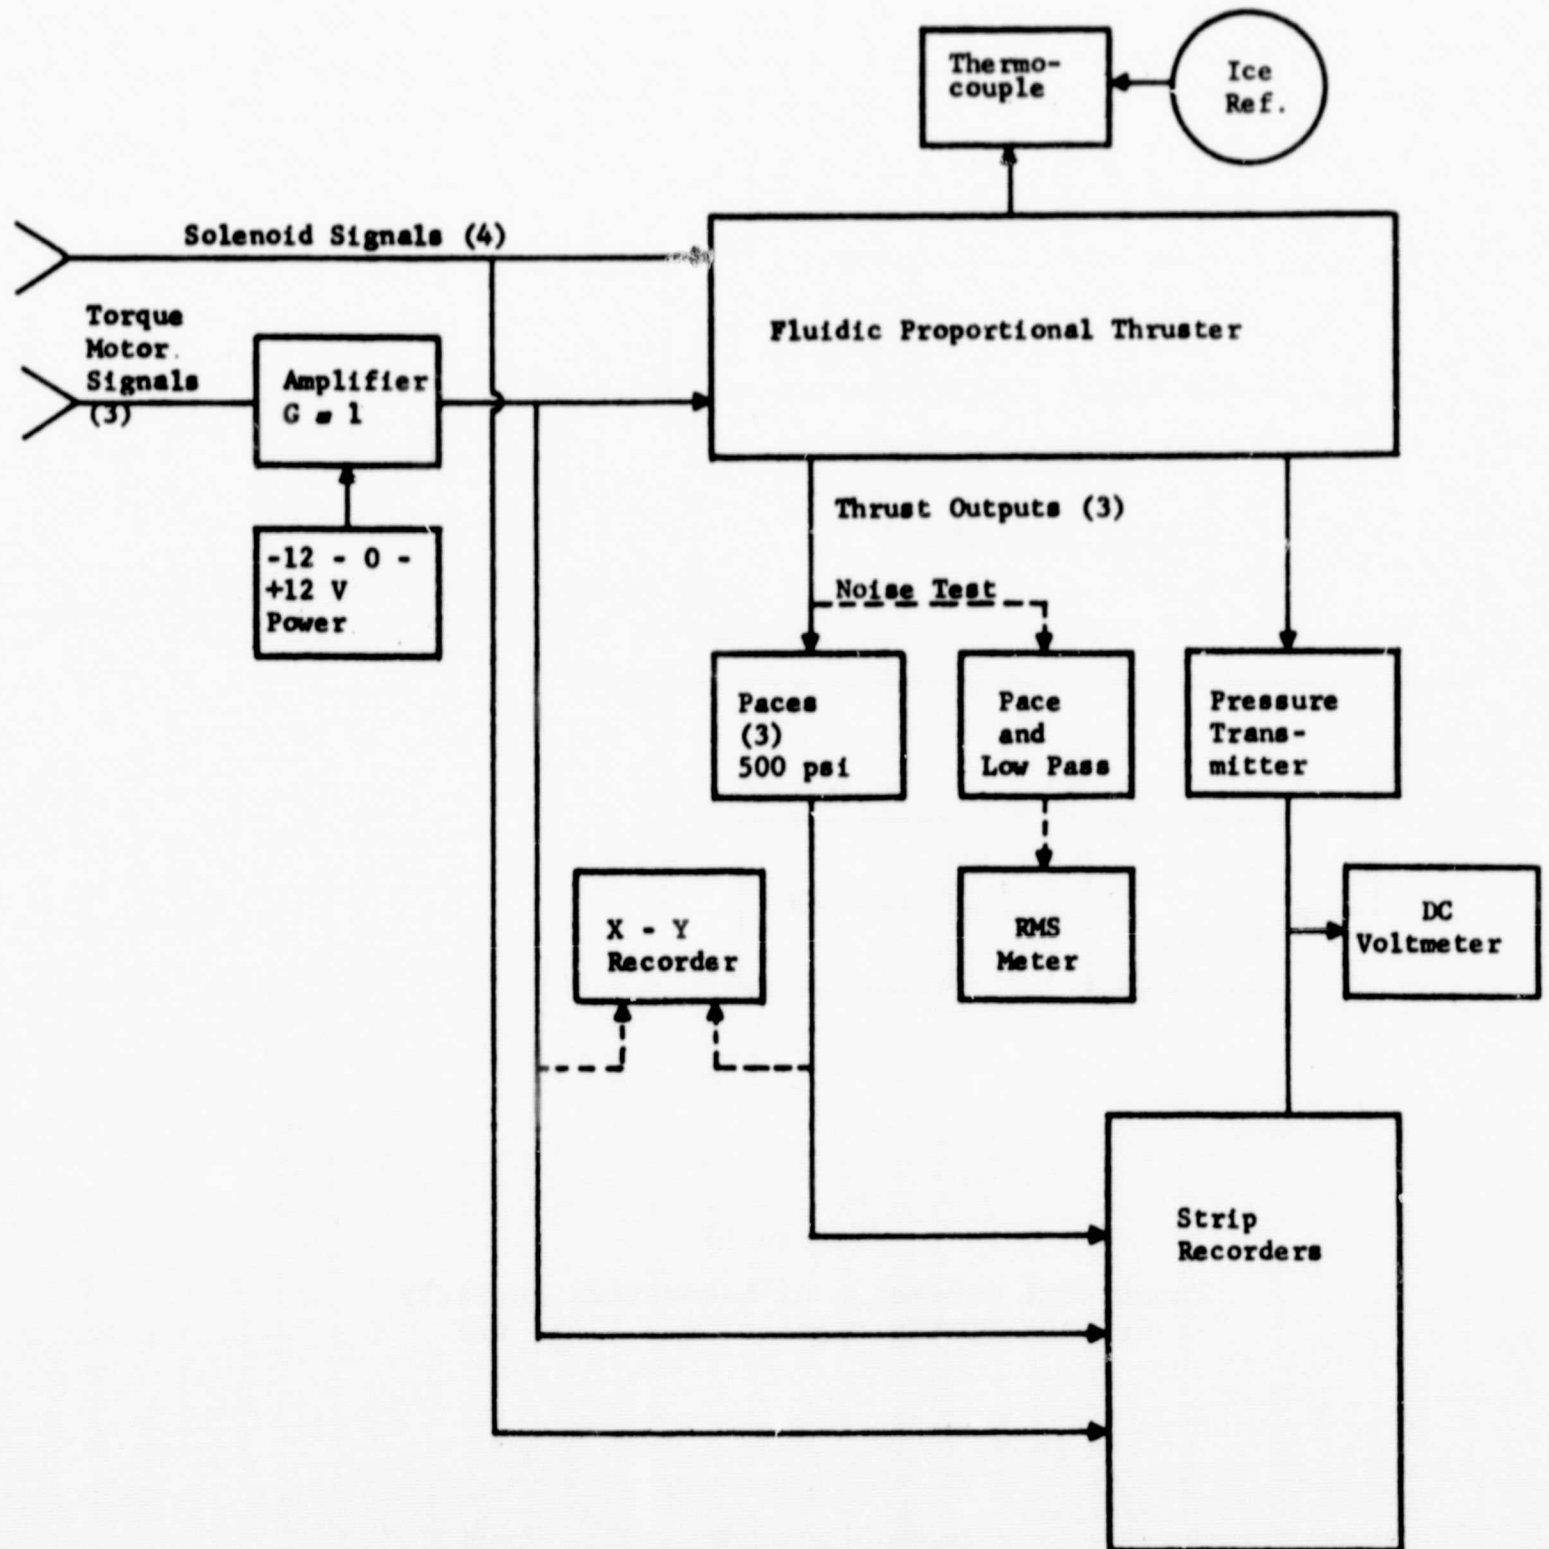 Thermo-
couple
Ice
Ref.
Solenoid Signals (4)
Torque
Motor
Signals
(3)
Amplifier
G = 1
Fluidic Proportional Thruster
-12 - 0 -
+12 V
Power
Thrust Outputs (3)
Noise Test
Paces
(3)
500 psi
Pace
and
Low Pass
Pressure
Trans-
mitter
X - Y
Recorder
RMS
Meter
DC
Voltmeter
Strip
Recorders